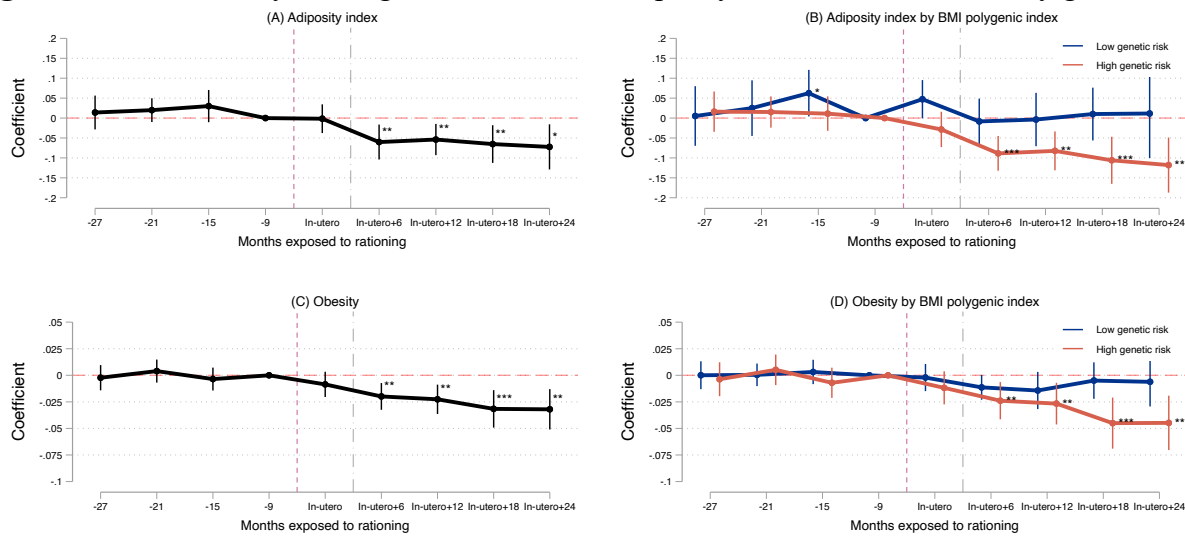 (A) Adiposity index
.2
.15
.1
.05
0
-.05
-.1
-.15
-.2
Coefficient
** ** ** *
-27 -21 -15 -9 In-utero In-utero+6 In-utero+12 In-utero+18 In-utero+24
Months exposed to rationing
(B) Adiposity index by BMI polygenic index
Low genetic risk
High genetic risk
.2
.15
.1
.05
0
-.05
-.1
-.15
-.2
Coefficient
*
*** ** *** **
-27 -21 -15 -9 In-utero In-utero+6 In-utero+12 In-utero+18 In-utero+24
Months exposed to rationing
(C) Obesity
.05
.025
0
-.025
-.05
-.075
-.1
Coefficient
** ** *** **
-27 -21 -15 -9 In-utero In-utero+6 In-utero+12 In-utero+18 In-utero+24
Months exposed to rationing
(D) Obesity by BMI polygenic index
Low genetic risk
High genetic risk
.05
.025
0
-.025
-.05
-.075
-.1
Coefficient
** ** *** **
-27 -21 -15 -9 In-utero In-utero+6 In-utero+12 In-utero+18 In-utero+24
Months exposed to rationing